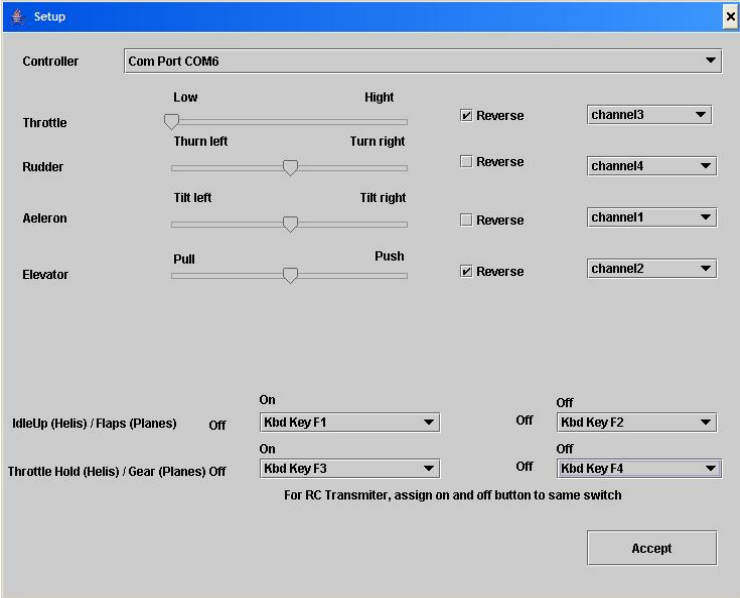 Setup
Controller Com Port COM6
Low Hight
Throttle Reverse channel3
Thurn left Turn right
Rudder Reverse channel4
Tilt left Tilt right
Aeleron Reverse channel1
Pull Push
Elevator Reverse channel2
On Off
IdleUp (Helis) / Flaps (Planes) Off Kbd Key F1 Off Kbd Key F2
On Off
Throttle Hold (Helis) / Gear (Planes) Off Kbd Key F3 Off Kbd Key F4
For RC Transmiter, assign on and off button to same switch
Accept